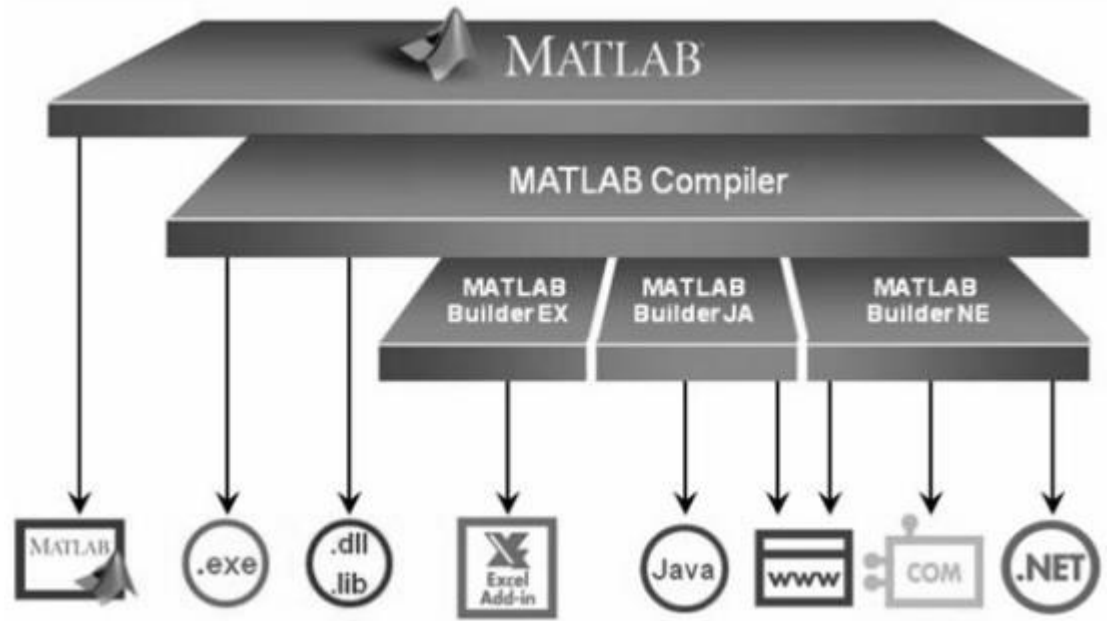 MATLAB
MATLAB Compiler
MATLAB
Builder EX
MATLAB
Builder JA
MATLAB
Builder NE
MATLAB
.exe
.dll
.lib
Excel
Add-in
Java
www
COM
.NET